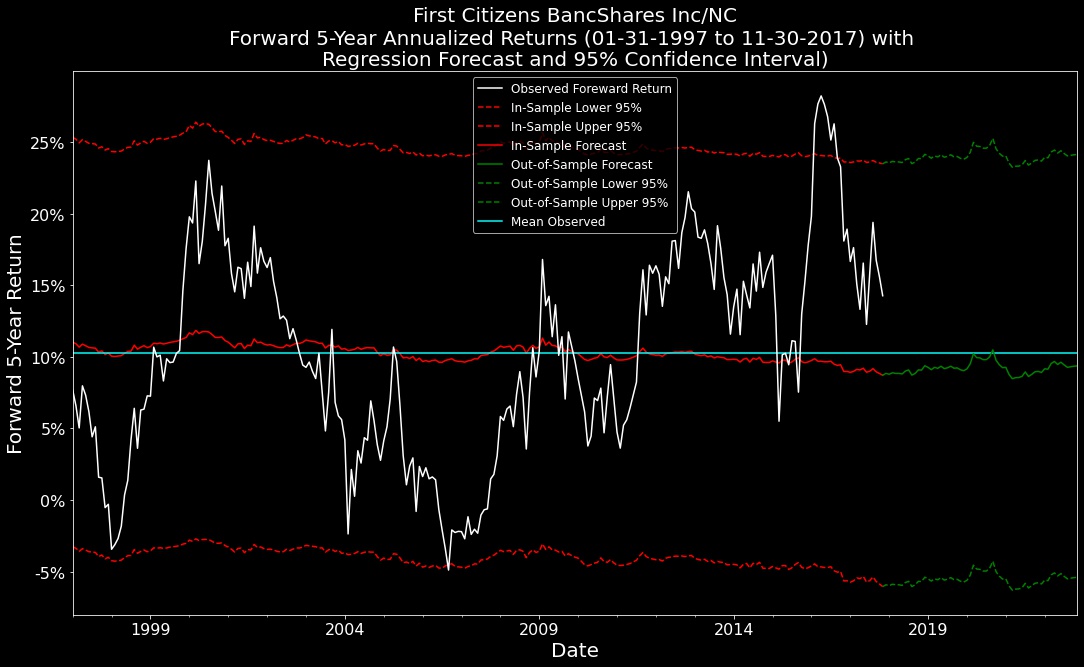 First Citizens BancShares Inc/NC
Forward 5-Year Annualized Returns (01-31-1997 to 11-30-2017) with
Regression Forecast and 95% Confidence Interval)
Observed Foreward Return
In-Sample Lower 95%
In-Sample Upper 95%
In-Sample Forecast
Out-of-Sample Forecast
Out-of-Sample Lower 95%
Out-of-Sample Upper 95%
Mean Observed
Forward 5-Year Return
25%
20%
15%
10%
5%
0%
-5%
1999
2004
2009
2014
2019
Date